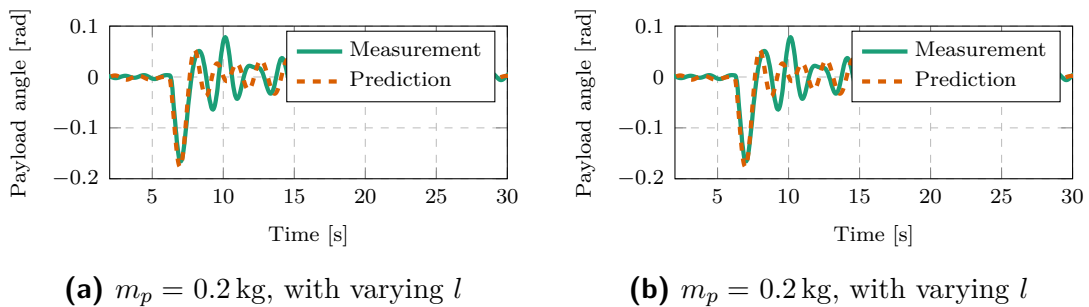 Payload angle [rad]
0.1
0
−0.1
−0.2
5 10 15 20 25 30
Time [s]
Measurement
Prediction
(a) m_p = 0.2 kg, with varying l
Payload angle [rad]
0.1
0
−0.1
−0.2
5 10 15 20 25 30
Time [s]
Measurement
Prediction
(b) m_p = 0.2 kg, with varying l